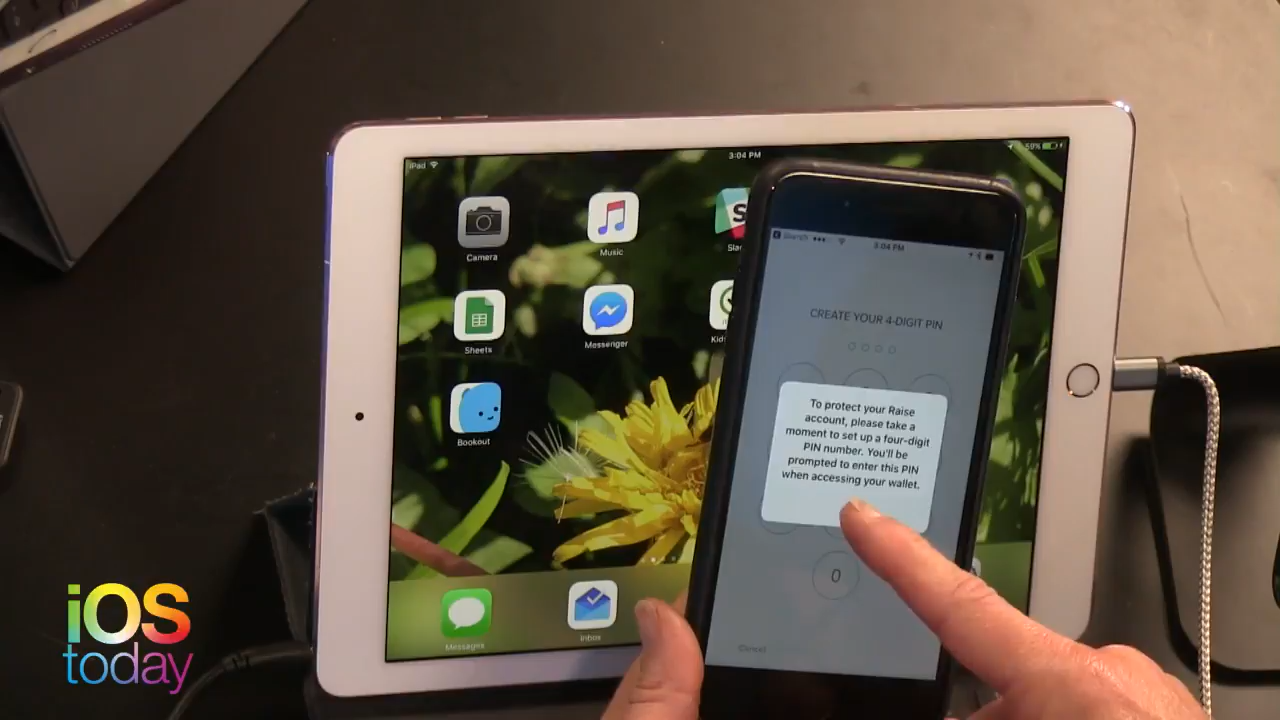 iPad
3:04 PM
59%
Camera
Music
Sheets
Messenger
Bookout
Messages
Inbox
Search
3:04 PM
CREATE YOUR 4-DIGIT PIN
To protect your Raise
account, please take a
moment to set up a four-digit
PIN number. You'll be
prompted to enter this PIN
when accessing your wallet.
0
Cancel
iOS
today